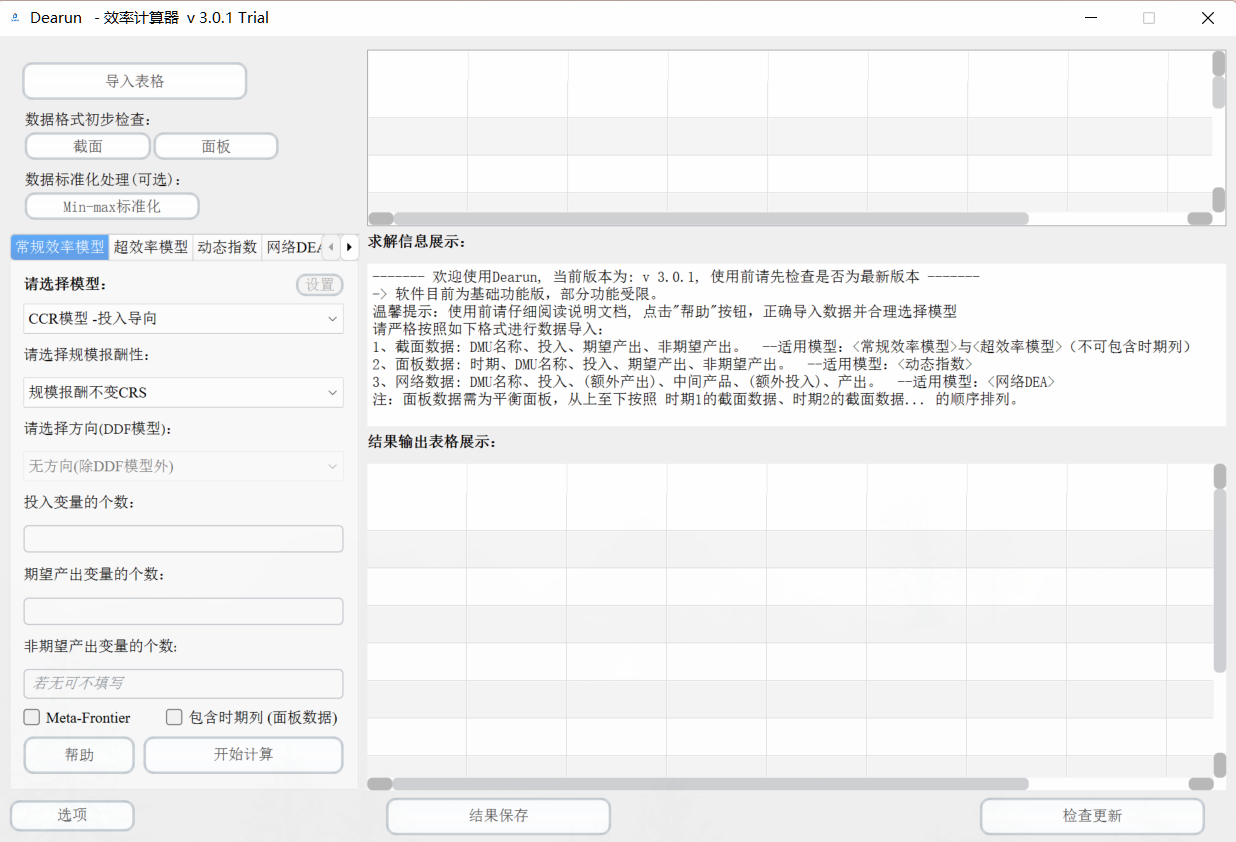 Dearun - 效率计算器 v 3.0.1 Trial
导入表格
数据格式初步检查：
截面 面板
数据标准化处理(可选)：
Min-max标准化
常规效率模型 超效率模型 动态指数 网络DEA
请选择模型： 设置
CCR模型 -投入导向
请选择规模报酬性：
规模报酬不变CRS
请选择方向(DDF模型)：
无方向(除DDF模型外)
投入变量的个数：
期望产出变量的个数：
非期望产出变量的个数:
若无可不填写
Meta-Frontier 包含时期列 (面板数据)
帮助 开始计算
选项
求解信息展示：
------- 欢迎使用Dearun, 当前版本为: v 3.0.1, 使用前请先检查是否为最新版本 -------
-> 软件目前为基础功能版，部分功能受限。
温馨提示: 使用前请仔细阅读说明文档, 点击"帮助"按钮，正确导入数据并合理选择模型
请严格按照如下格式进行数据导入：
1、截面数据: DMU名称、投入、期望产出、非期望产出。 --适用模型：<常规效率模型>与<超效率模型>（不可包含时期列）
2、面板数据: 时期、DMU名称、投入、期望产出、非期望产出。 --适用模型：<动态指数>
3、网络数据: DMU名称、投入、(额外产出)、中间产品、(额外投入)、产出。 --适用模型：<网络DEA>
注: 面板数据需为平衡面板，从上至下按照 时期1的截面数据、时期2的截面数据... 的顺序排列。
结果输出表格展示：
结果保存 检查更新